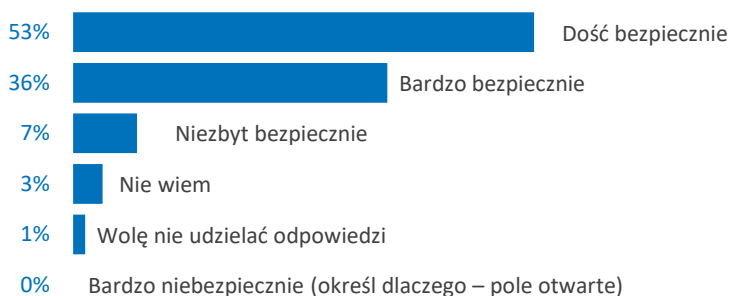 53% Dość bezpiecznie
36% Bardzo bezpiecznie
7% Niezbyt bezpiecznie
3% Nie wiem
1% Wolę nie udzielać odpowiedzi
0% Bardzo niebezpiecznie (określ dlaczego – pole otwarte)